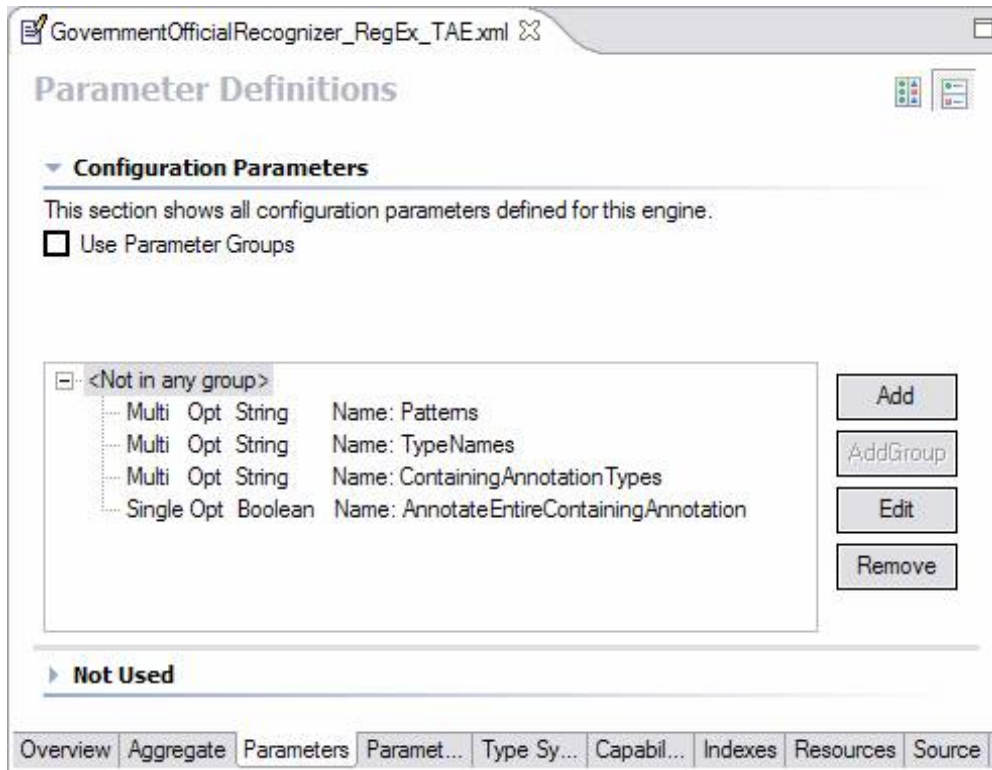 GovernmentOfficialRecognizer_RegEx_TAE.xml
Parameter Definitions
Configuration Parameters
This section shows all configuration parameters defined for this engine.
Use Parameter Groups
<Not in any group>
Multi Opt String Name: Patterns
Multi Opt String Name: TypeNames
Multi Opt String Name: ContainingAnnotationTypes
Single Opt Boolean Name: AnnotateEntireContainingAnnotation
Add
AddGroup
Edit
Remove
Not Used
Overview Aggregate Parameters Paramet... Type Sy... Capabil... Indexes Resources Source